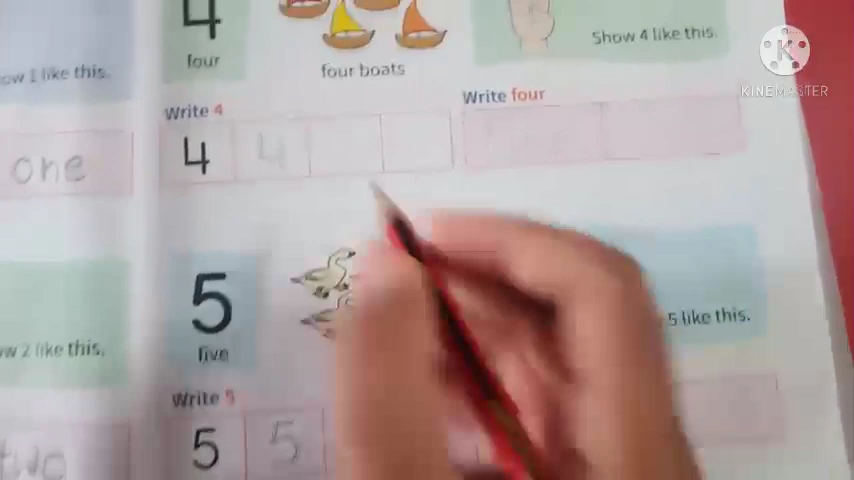 4
four
four boats
Show 4 like this.
ow 1 like this.
Write 4
Write four
4 4
one
5
five
5 like this.
w 2 like this.
Write 5
5 5
two
K
KINEMASTER